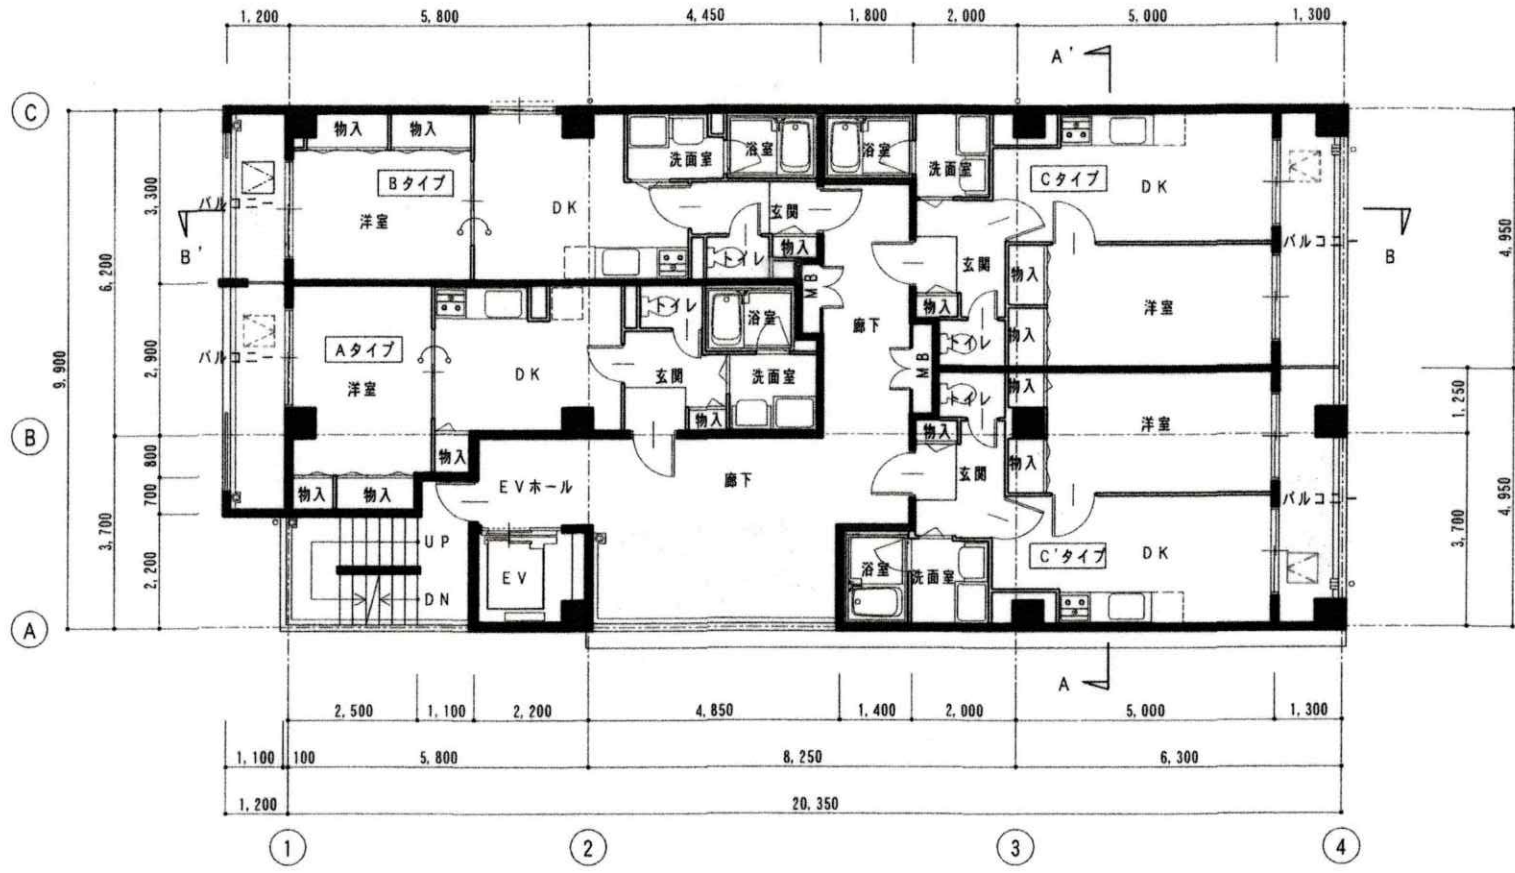 1,200 5,800 4,450 1,800 2,000 5,000 1,300
A'
C
物入 物入 洗面室 浴室 浴室 洗面室
Bタイプ Cタイプ DK
3,300
バルコニー 洋室 DK 玄関
B' 物入 トイレ 玄関 物入 バルコニー B
4,950
6,200
MB 物入 洋室
トイレ 浴室 廊下 トイレ 物入
9,900
2,900
バルコニー Aタイプ 洋室 DK 玄関 洗面室 MB トイレ 物入
物入 物入 洋室
1,250
B
800 物入 物入 玄関
物入 物入 EVホール 廊下 バルコニー
700
3,700
UP C'タイプ DK
2,200
EV 浴室 洗面室
3,700 4,950
DN
A
A
2,500 1,100 2,200 4,850 1,400 2,000 5,000 1,300
1,100 100 5,800 8,250 6,300
1,200 20,350
1 2 3 4